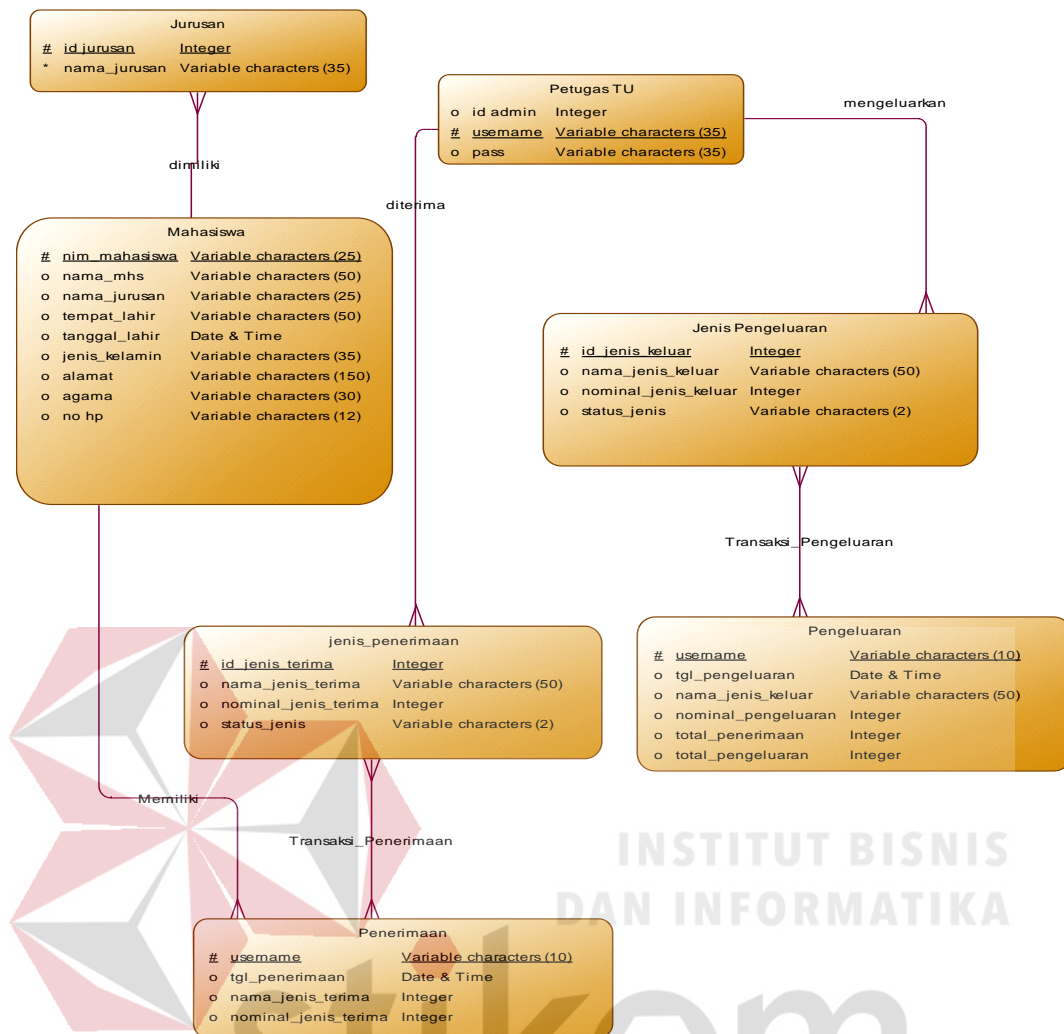 Jurusan
# id jurusan Integer
* nama_jurusan Variable characters (35)
Petugas TU
o id admin Integer
# username Variable characters (35)
o pass Variable characters (35)
mengeluarkan
dimiliki
diterima
Mahasiswa
# nim_mahasiswa Variable characters (25)
o nama_mhs Variable characters (50)
o nama_jurusan Variable characters (25)
o tempat_lahir Variable characters (50)
o tanggal_lahir Date & Time
o jenis_kelamin Variable characters (35)
o alamat Variable characters (150)
o agama Variable characters (30)
o no hp Variable characters (12)
Jenis Pengeluaran
# id_jenis_keluar Integer
o nama_jenis_keluar Variable characters (50)
o nominal_jenis_keluar Integer
o status_jenis Variable characters (2)
Transaksi_Pengeluaran
jenis_penerimaan
# id_jenis_terima Integer
o nama_jenis_terima Variable characters (50)
o nominal_jenis_terima Integer
o status_jenis Variable characters (2)
Pengeluaran
# username Variable characters (10)
o tgl_pengeluaran Date & Time
o nama_jenis_keluar Variable characters (50)
o nominal_pengeluaran Integer
o total_penerimaan Integer
o total_pengeluaran Integer
Memiliki
Transaksi_Penerimaan
INSTITUT BISNIS
DAN INFORMATIKA
Penerimaan
# username Variable characters (10)
o tgl_penerimaan Date & Time
o nama_jenis_terima Integer
o nominal_jenis_terima Integer
stikom